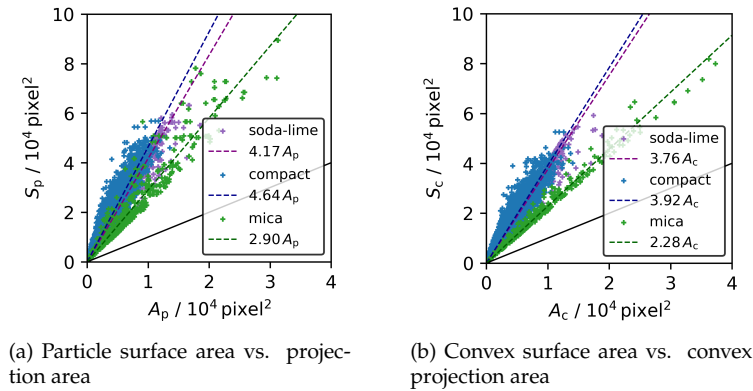 10
8
6
4
2
0
0
1
2
3
4
S_p / 10^4 pixel^2
A_p / 10^4 pixel^2
soda-lime
4.17 A_p
compact
4.64 A_p
mica
2.90 A_p
(a) Particle surface area vs. projec-
tion area
10
8
6
4
2
0
0
1
2
3
4
S_c / 10^4 pixel^2
A_c / 10^4 pixel^2
soda-lime
3.76 A_c
compact
3.92 A_c
mica
2.28 A_c
(b) Convex surface area vs. convex
projection area